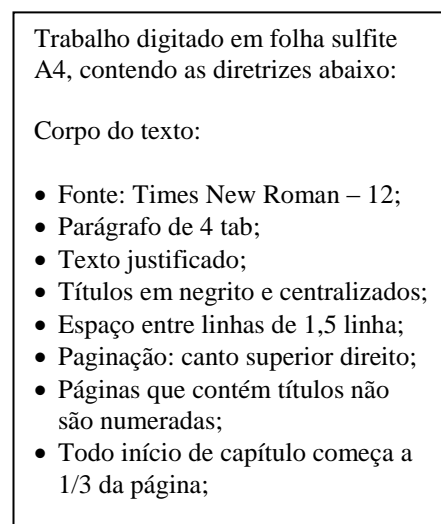 Trabalho digitado em folha sulfite
A4, contendo as diretrizes abaixo:
Corpo do texto:
• Fonte: Times New Roman – 12;
• Parágrafo de 4 tab;
• Texto justificado;
• Títulos em negrito e centralizados;
• Espaço entre linhas de 1,5 linha;
• Paginação: canto superior direito;
• Páginas que contém títulos não
são numeradas;
• Todo início de capítulo começa a
1/3 da página;